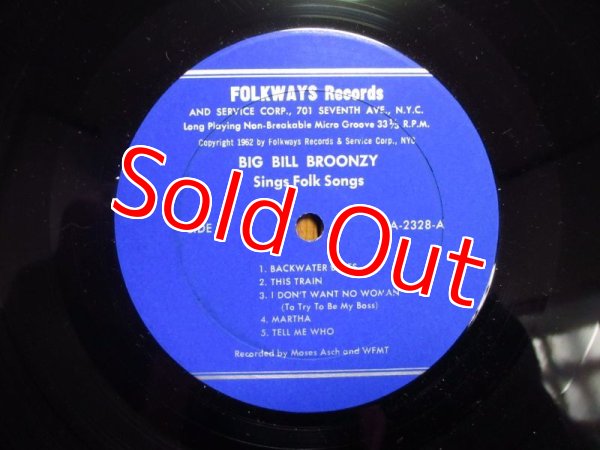 FOLKWAYS Records
AND SERVICE CORP., 701 SEVENTH AVE., N.Y.C.
Long Playing Non-Breakable Micro Groove 33⅓ R.P.M.
Copyright 1962 by Folkways Records & Service Corp., NYC
BIG BILL BROONZY
Sings Folk Songs
A-2328-A
Sold Out
1. BACKWATER
2. THIS TRAIN
3. I DON'T WANT NO WOMAN
(To Try To Be My Boss)
4. MARTHA
5. TELL ME WHO
Recorded by Moses Asch and WFMT